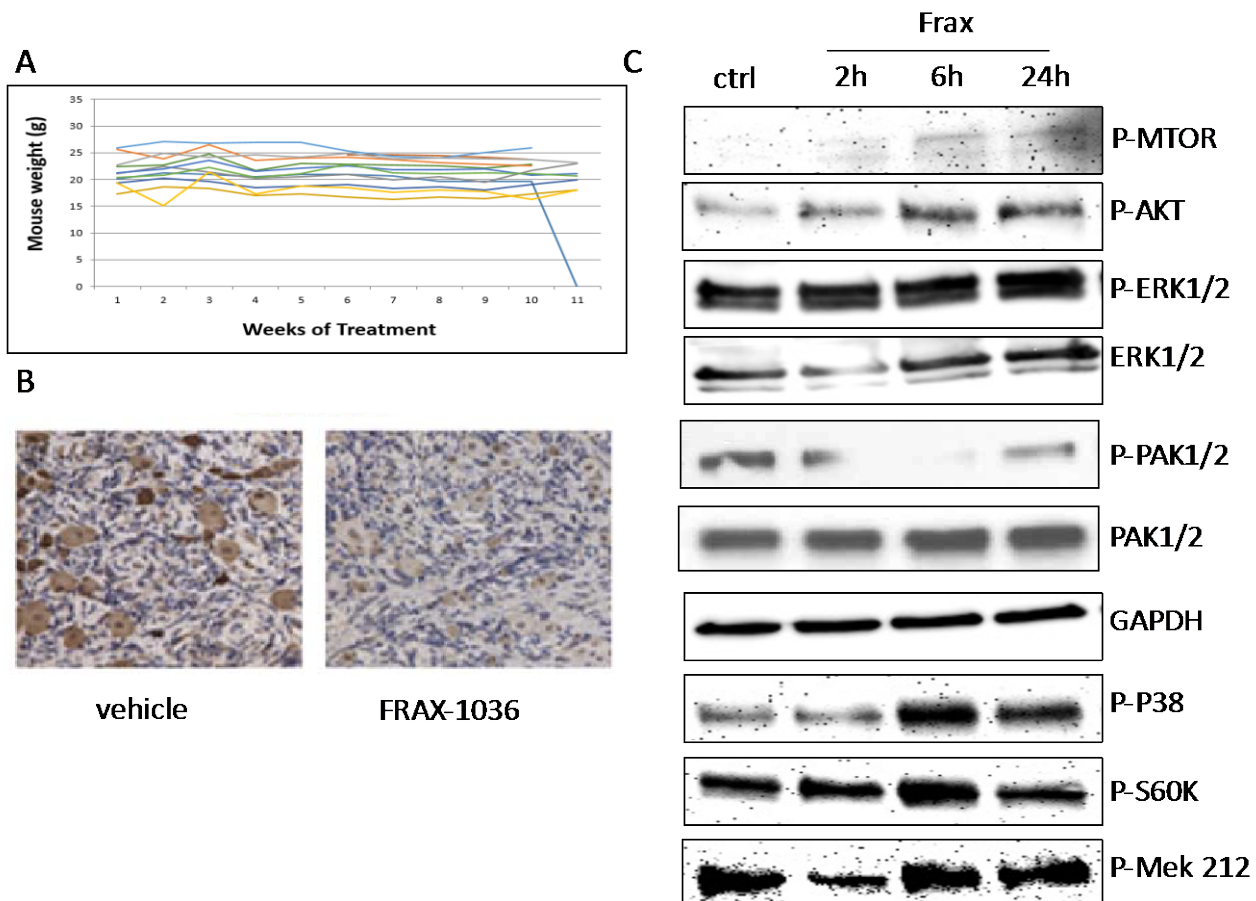 A
Mouse weight (g)
35
30
25
20
15
10
5
0
1 2 3 4 5 6 7 8 9 10 11
Weeks of Treatment
B
vehicle FRAX-1036
C
Frax
ctrl 2h 6h 24h
P-MTOR
P-AKT
P-ERK1/2
ERK1/2
P-PAK1/2
PAK1/2
GAPDH
P-P38
P-S60K
P-Mek 212